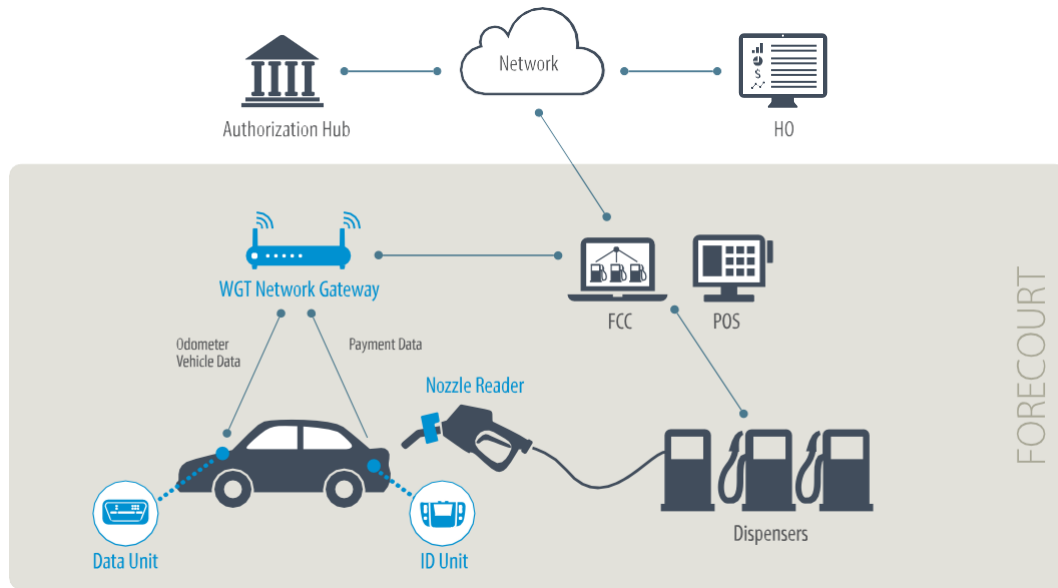 Network
Authorization Hub
HO
WGT Network Gateway
FCC
POS
Odometer
Vehicle Data
Payment Data
Nozzle Reader
FORECOURT
Data Unit
ID Unit
Dispensers
$